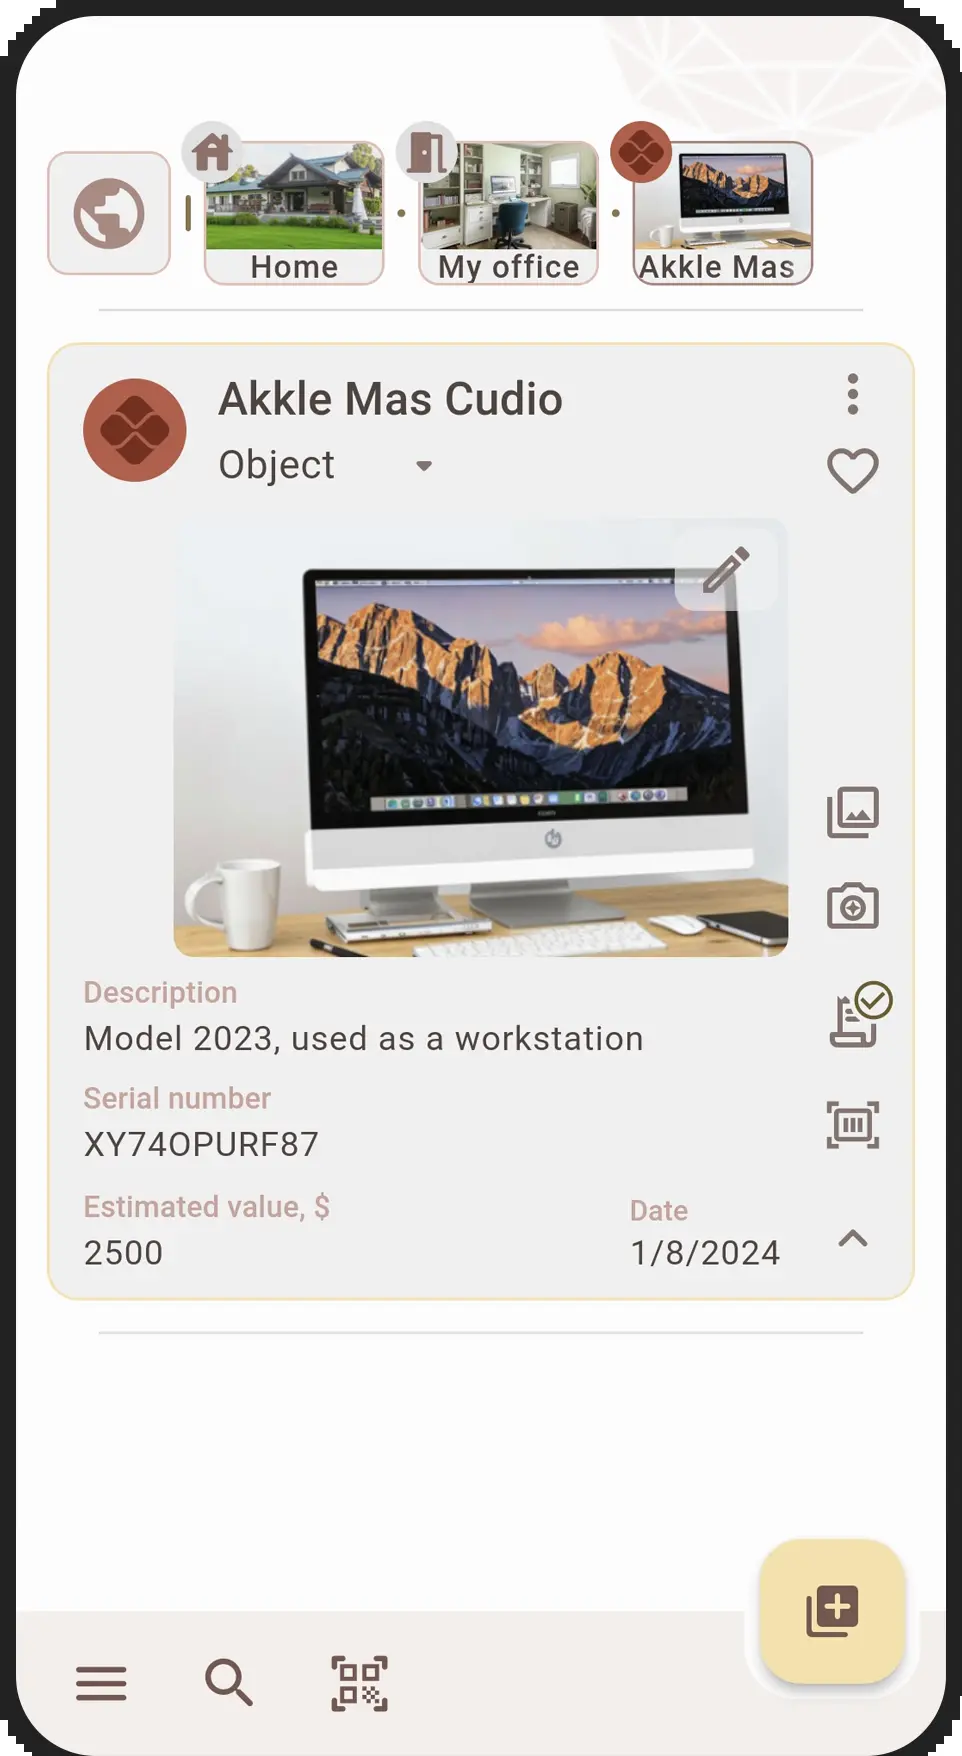 Home
My office
Akkle Mas
Akkle Mas Cudio
Object
Description
Model 2023, used as a workstation
Serial number
XY74OPURF87
Estimated value, $
2500
Date
1/8/2024